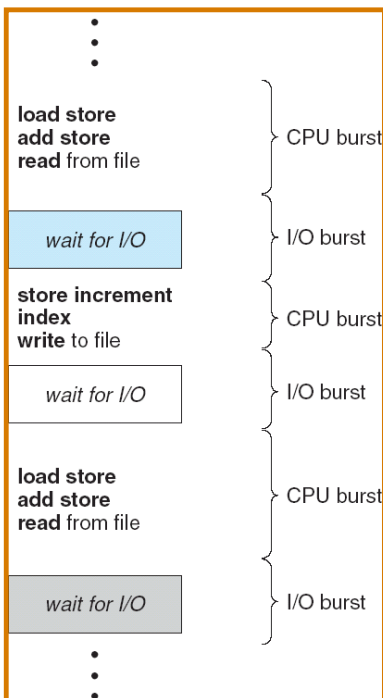 load store
add store
read from file
CPU burst
wait for I/O
I/O burst
store increment
index
write to file
CPU burst
wait for I/O
I/O burst
load store
add store
read from file
CPU burst
wait for I/O
I/O burst